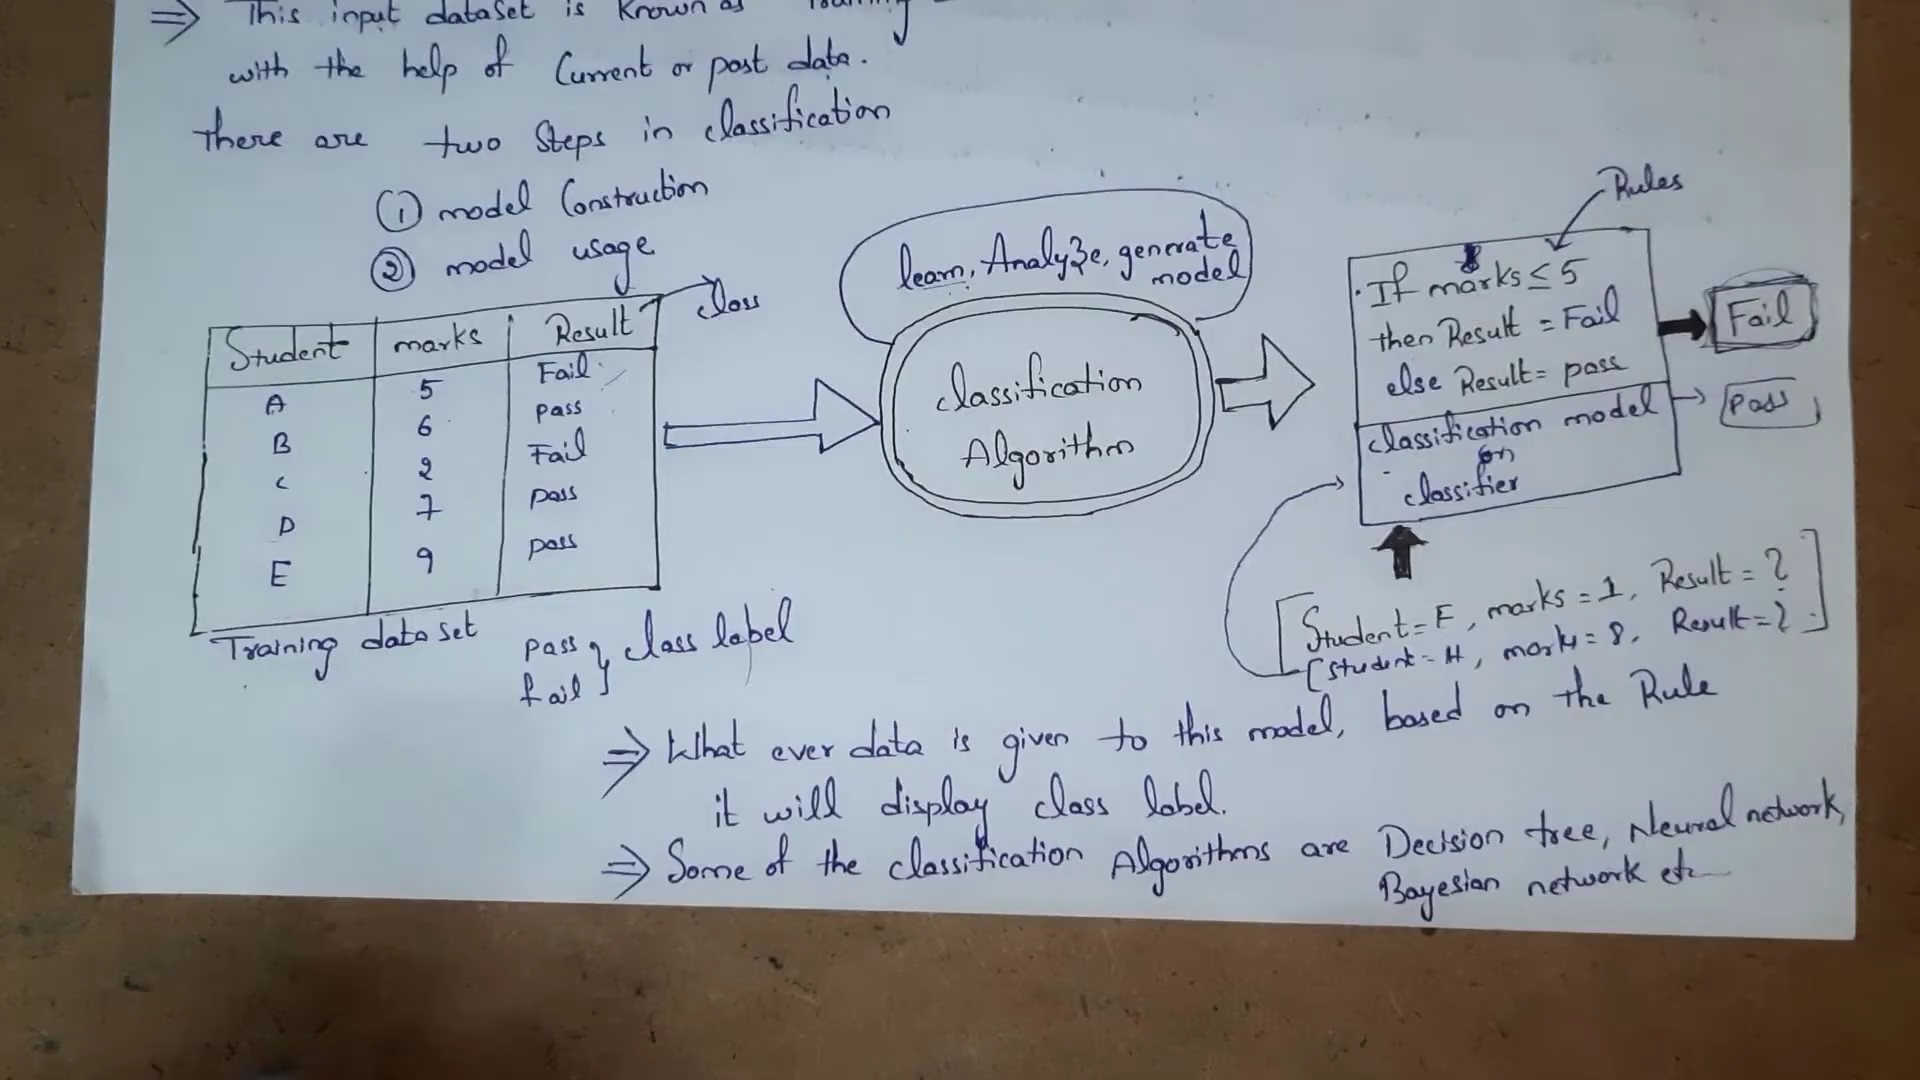 ⇒ This input dataset is known as
with the help of Current or past data.
There are two Steps in classification
① model Construction
② model usage
class
Student marks Result
A 5 Fail
B 6 pass
C 2 Fail
D 7 pass
E 9 pass
Training dataset
pass
fail } class label
learn, Analyze, generate
model
classification
Algorithm
Rules
If marks ≤ 5
then Result = Fail
else Result = pass
classification model
or
classifier
Fail
pass
[Student = F, marks = 1, Result = ?]
[Student = H, marks = 8, Result = ?]
⇒ What ever data is given to this model, based on the Rule
it will display class label.
⇒ Some of the classification Algorithms are Decision tree, Neural network,
Bayesian network etc